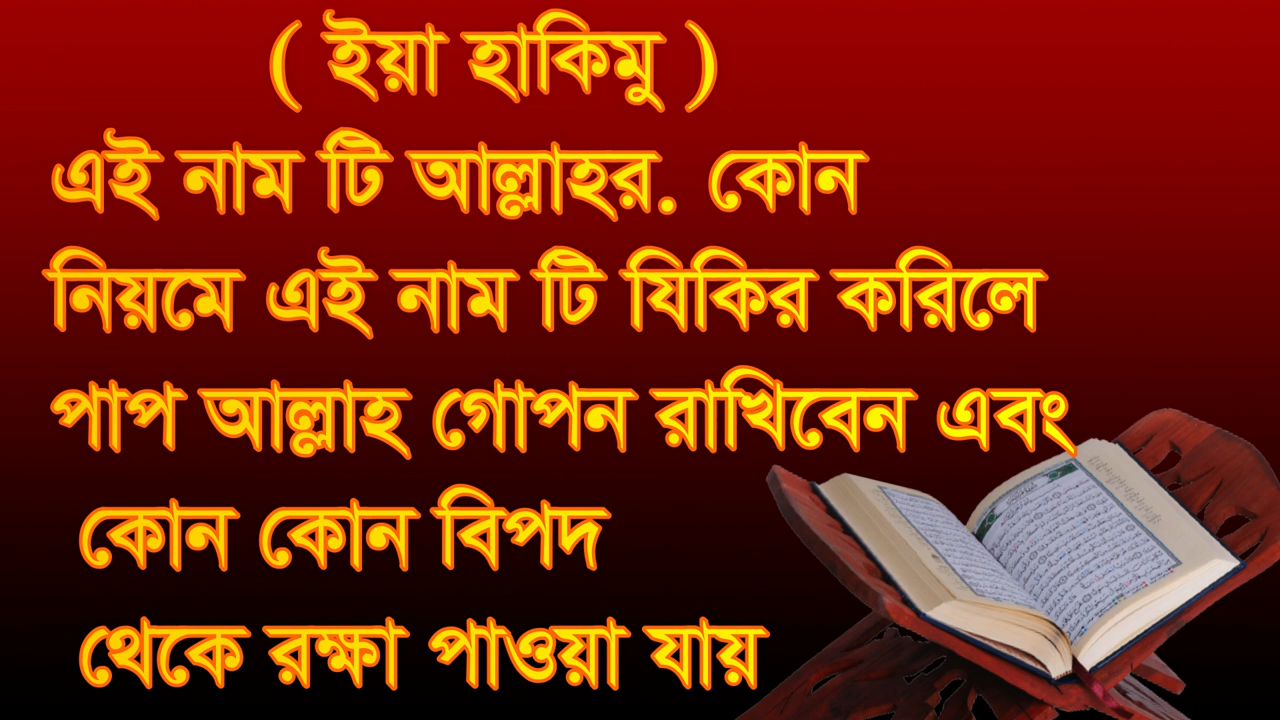 ( ইয়া হাকিমু )
এই নাম টি আল্লাহর. কোন
নিয়মে এই নাম টি যিকির করিলে
পাপ আল্লাহ গোপন রাখিবেন এবং
কোন কোন বিপদ
থেকে রক্ষা পাওয়া যায়